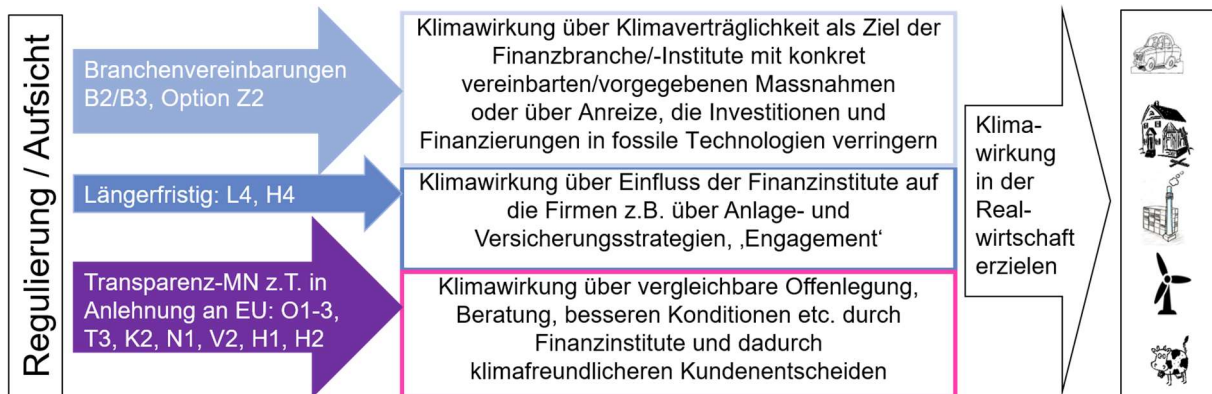 Regulierung / Aufsicht
Branchenvereinbarungen
B2/B3, Option Z2
Klimawirkung über Klimaverträglichkeit als Ziel der
Finanzbranche/-Institute mit konkret
vereinbarten/vorgegebenen Massnahmen
oder über Anreize, die Investitionen und
Finanzierungen in fossile Technologien verringern
Längerfristig: L4, H4
Klimawirkung über Einfluss der Finanzinstitute auf
die Firmen z.B. über Anlage- und
Versicherungsstrategien, ‚Engagement‘
Transparenz-MN z.T. in
Anlehnung an EU: O1-3,
T3, K2, N1, V2, H1, H2
Klimawirkung über vergleichbare Offenlegung,
Beratung, besseren Konditionen etc. durch
Finanzinstitute und dadurch
klimafreundlicheren Kundenentscheiden
Klima-
wirkung
in der
Real-
wirtschaft
erzielen